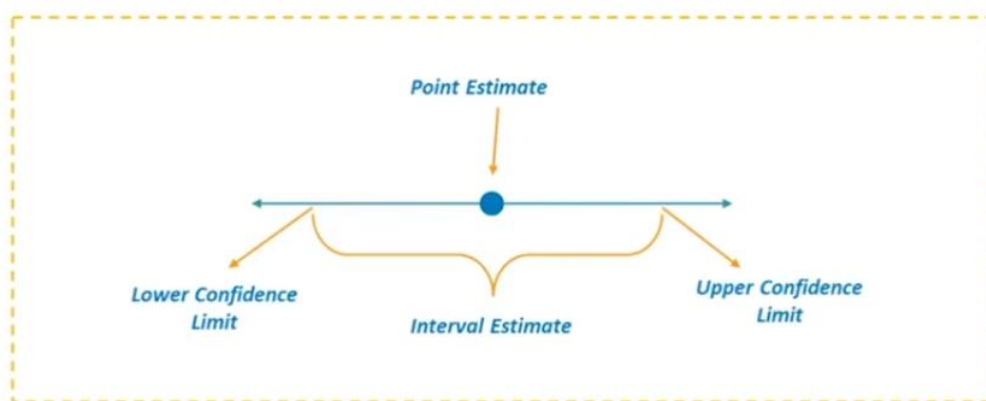 Point Estimate
Lower Confidence
Limit
Interval Estimate
Upper Confidence
Limit